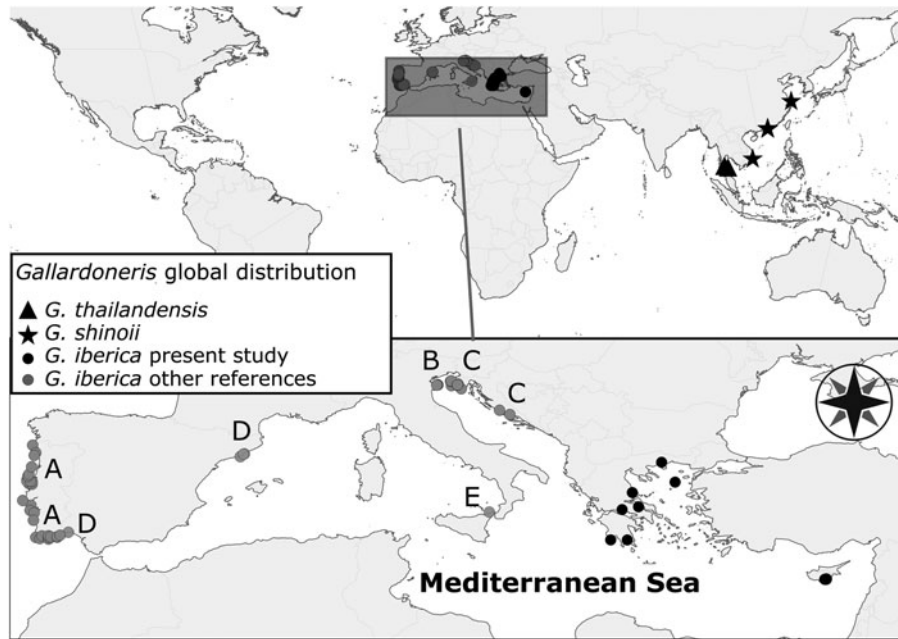 Gallardoneris global distribution
G. thailandensis
G. shinoii
G. iberica present study
G. iberica other references
B C
C
D
A
A D
E
Mediterranean Sea